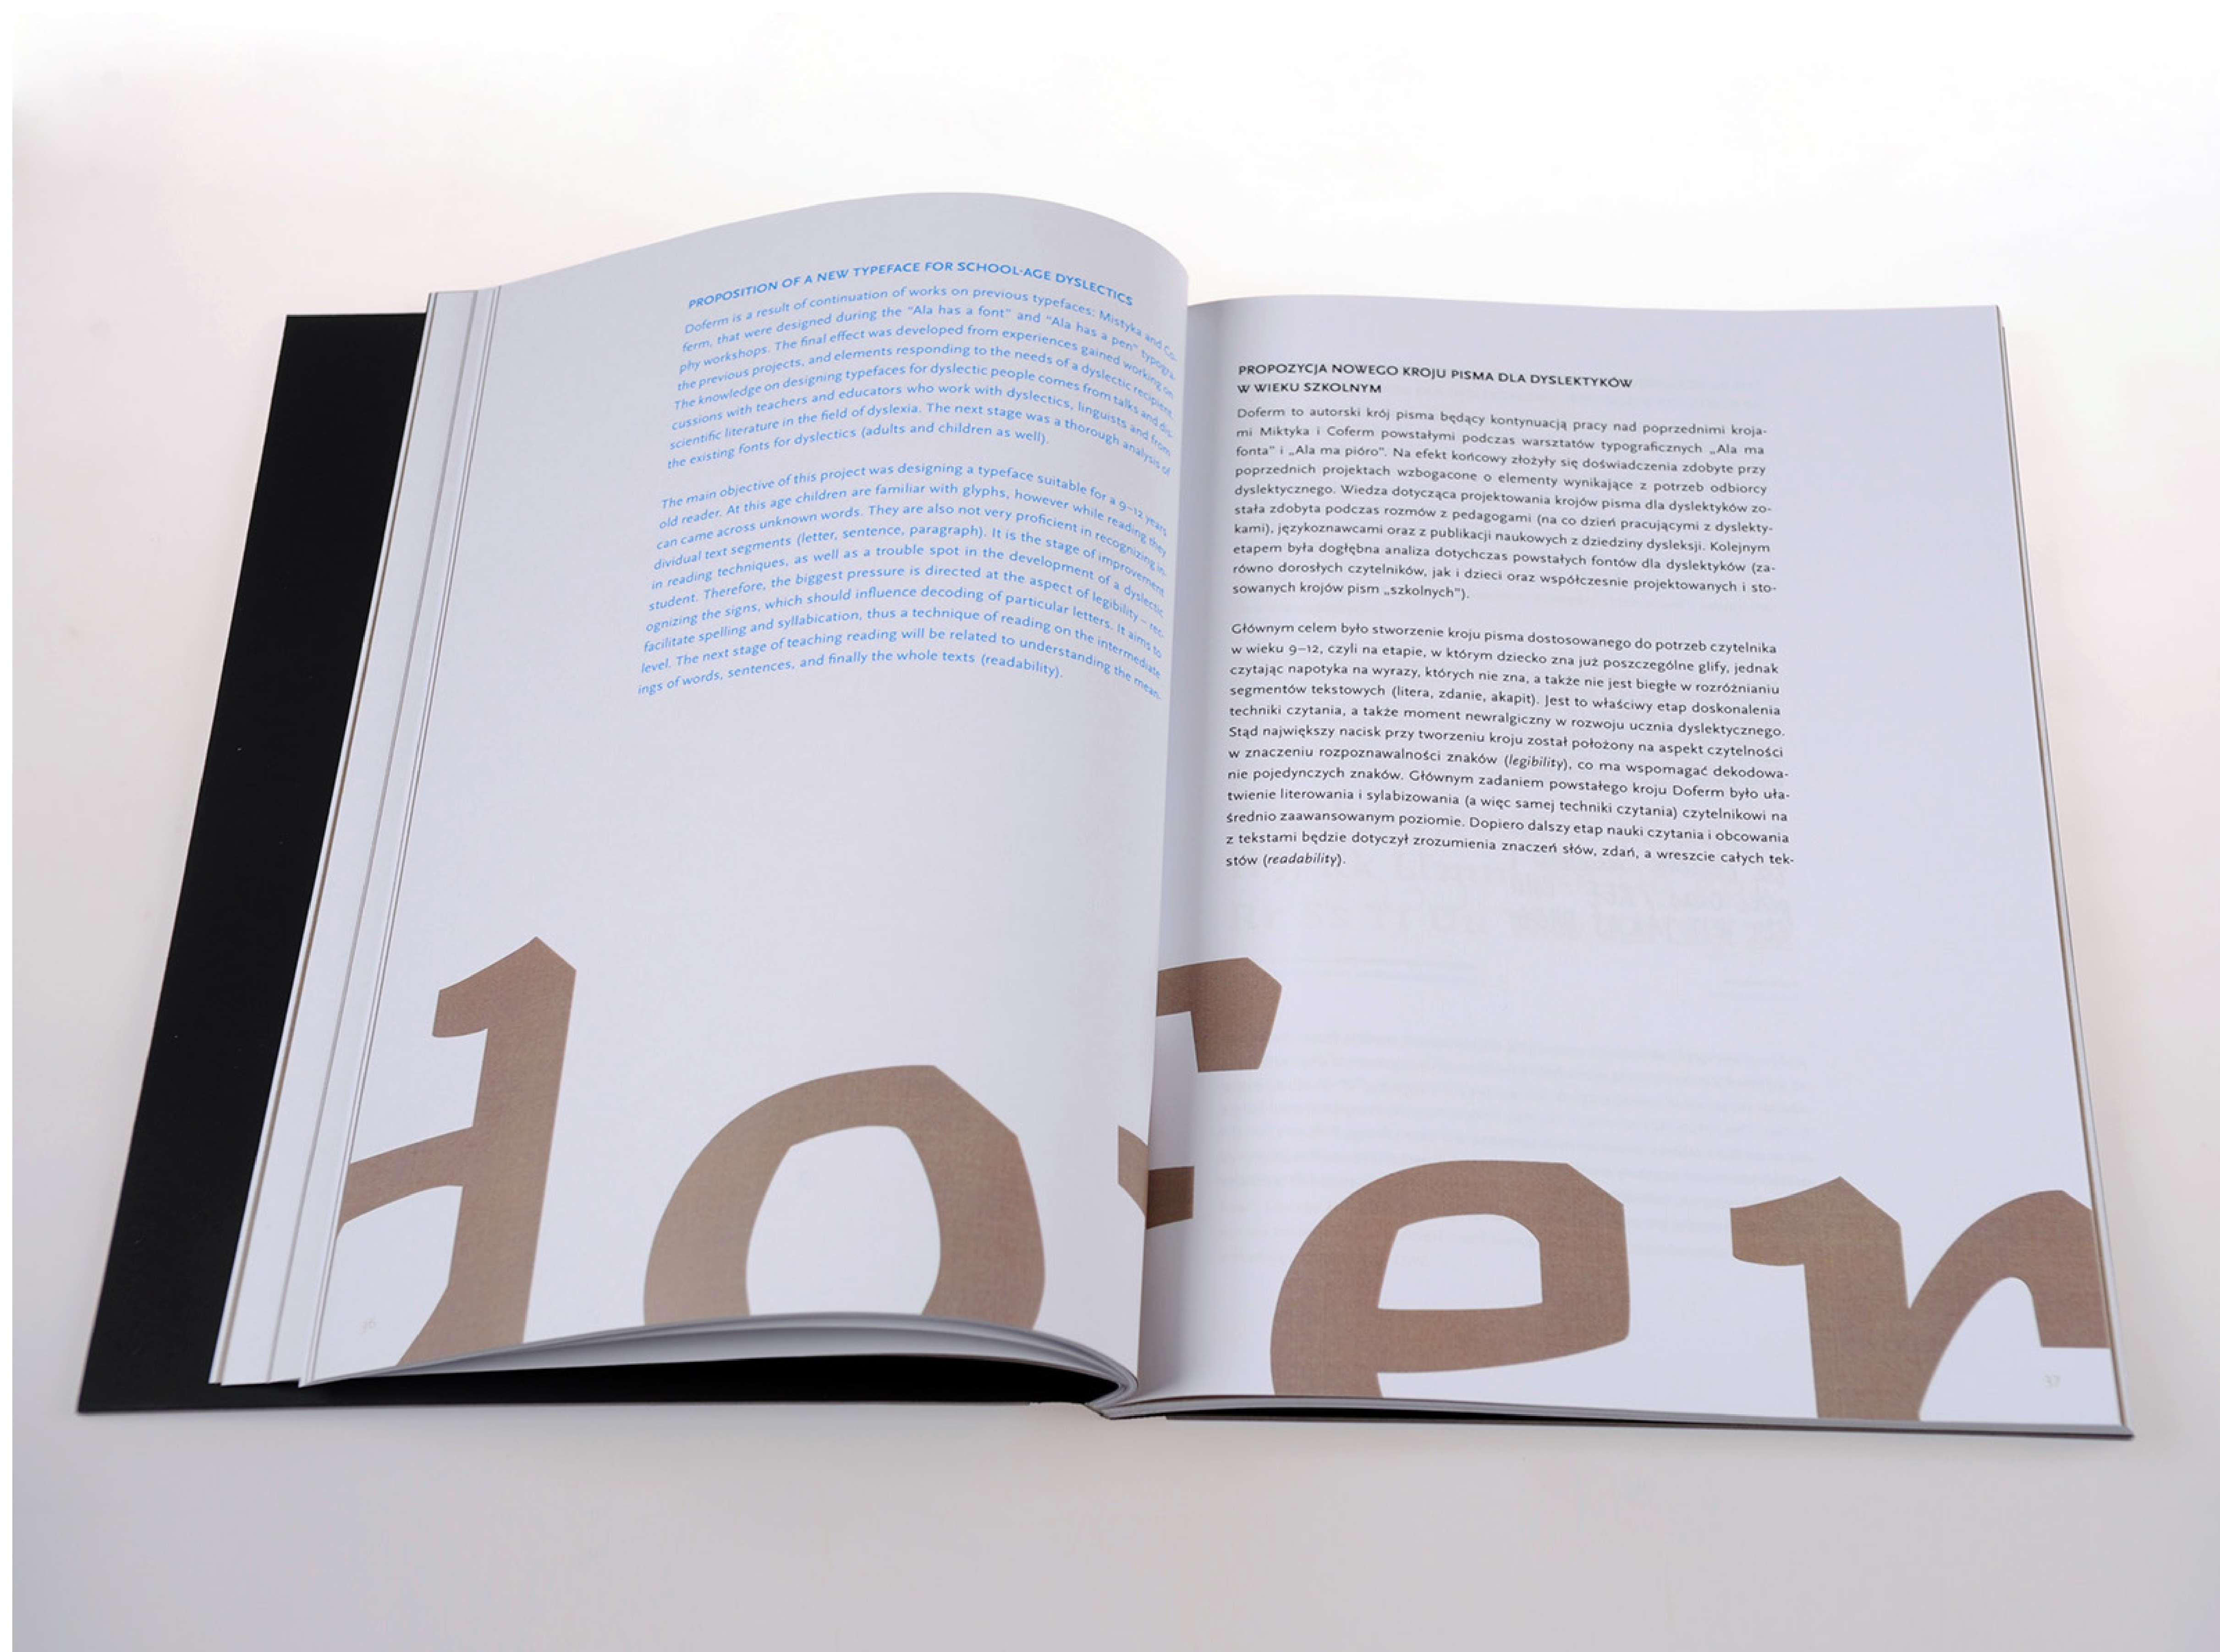 PROPOSITION OF A NEW TYPEFACE FOR SCHOOL-AGE DYSLECTICS
Doferm is a result of continuation of works on previous typefaces: Mistyka and Co-
ferm, that were designed during the "Ala has a font" and "Ala has a pen" typogra-
phy workshops. The final effect was developed from experiences gained working on
the previous projects, and elements responding to the needs of a dyslectic recipient.
The knowledge on designing typefaces for dyslectic people comes from talks and dis-
cussions with teachers and educators who work with dyslectics, linguists and from
scientific literature in the field of dyslexia. The next stage was a thorough analysis of
the existing fonts for dyslectics (adults and children as well).
The main objective of this project was designing a typeface suitable for a 9–12 years
old reader. At this age children are familiar with glyphs, however while reading they
can came across unknown words. They are also not very proficient in recognizing in-
dividual text segments (letter, sentence, paragraph). It is the stage of improvement
in reading techniques, as well as a trouble spot in the development of a dyslectic
student. Therefore, the biggest pressure is directed at the aspect of legibility – rec-
ognizing the signs, which should influence decoding of particular letters. It aims to
facilitate spelling and syllabication, thus a technique of reading on the intermediate
level. The next stage of teaching reading will be related to understanding the mean-
ings of words, sentences, and finally the whole texts (readability).
36
PROPOZYCJA NOWEGO KROJU PISMA DLA DYSLEKTYKÓW
W WIEKU SZKOLNYM
Doferm to autorski krój pisma będący kontynuacją pracy nad poprzednimi kroja-
mi Miktyka i Coferm powstałymi podczas warsztatów typograficznych „Ala ma
fonta" i „Ala ma pióro". Na efekt końcowy złożyły się doświadczenia zdobyte przy
poprzednich projektach wzbogacone o elementy wynikające z potrzeb odbiorcy
dyslektycznego. Wiedza dotycząca projektowania krojów pisma dla dyslektyków zo-
stała zdobyta podczas rozmów z pedagogami (na co dzień pracującymi z dyslekty-
kami), językoznawcami oraz z publikacji naukowych z dziedziny dysleksji. Kolejnym
etapem była dogłębna analiza dotychczas powstałych fontów dla dyslektyków (za-
równo dorosłych czytelników, jak i dzieci oraz współczesnie projektowanych i sto-
sowanych krojów pism „szkolnych").
Głównym celem było stworzenie kroju pisma dostosowanego do potrzeb czytelnika
w wieku 9–12, czyli na etapie, w którym dziecko zna już poszczególne glify, jednak
czytając napotyka na wyrazy, których nie zna, a także nie jest biegłe w rozróżnianiu
segmentów tekstowych (litera, zdanie, akapit). Jest to właściwy etap doskonalenia
techniki czytania, a także moment newralgiczny w rozwoju ucznia dyslektycznego.
Stąd największy nacisk przy tworzeniu kroju został położony na aspekt czytelności
w znaczeniu rozpoznawalności znaków (legibility), co ma wspomagać dekodowa-
nie pojedynczych znaków. Głównym zadaniem powstałego kroju Doferm było uła-
twienie literowania i sylabizowania (a więc samej techniki czytania) czytelnikowi na
średnio zaawansowanym poziomie. Dopiero dalszy etap nauki czytania i obcowania
z tekstami będzie dotyczył zrozumienia znaczeń słów, zdań, a wreszcie całych tek-
stów (readability).
37
dofer